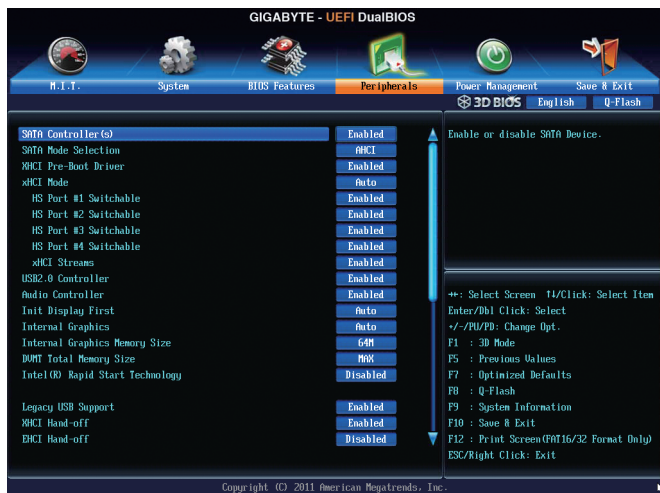 GIGABYTE - UEFI DualBIOS
M.I.T. System BIOS Features Peripherals Power Management Save & Exit
3D BIOS English Q-Flash
SATA Controller(s) Enabled
SATA Mode Selection AHCI
XHCI Pre-Boot Driver Enabled
xHCI Mode Auto
HS Port #1 Switchable Enabled
HS Port #2 Switchable Enabled
HS Port #3 Switchable Enabled
HS Port #4 Switchable Enabled
xHCI Streams Enabled
USB2.0 Controller Enabled
Audio Controller Enabled
Init Display First Auto
Internal Graphics Auto
Internal Graphics Memory Size 64M
DVMT Total Memory Size MAX
Intel(R) Rapid Start Technology Disabled
Legacy USB Support Enabled
XHCI Hand-off Enabled
EHCI Hand-off Disabled
Enable or disable SATA Device.
→←: Select Screen ↑↓/Click: Select Item
Enter/Dbl Click: Select
+/-/PU/PD: Change Opt.
F1 : 3D Mode
F5 : Previous Values
F7 : Optimized Defaults
F8 : Q-Flash
F9 : System Information
F10 : Save & Exit
F12 : Print Screen(FAT16/32 Format Only)
ESC/Right Click: Exit
Copyright (C) 2011 American Megatrends, Inc.